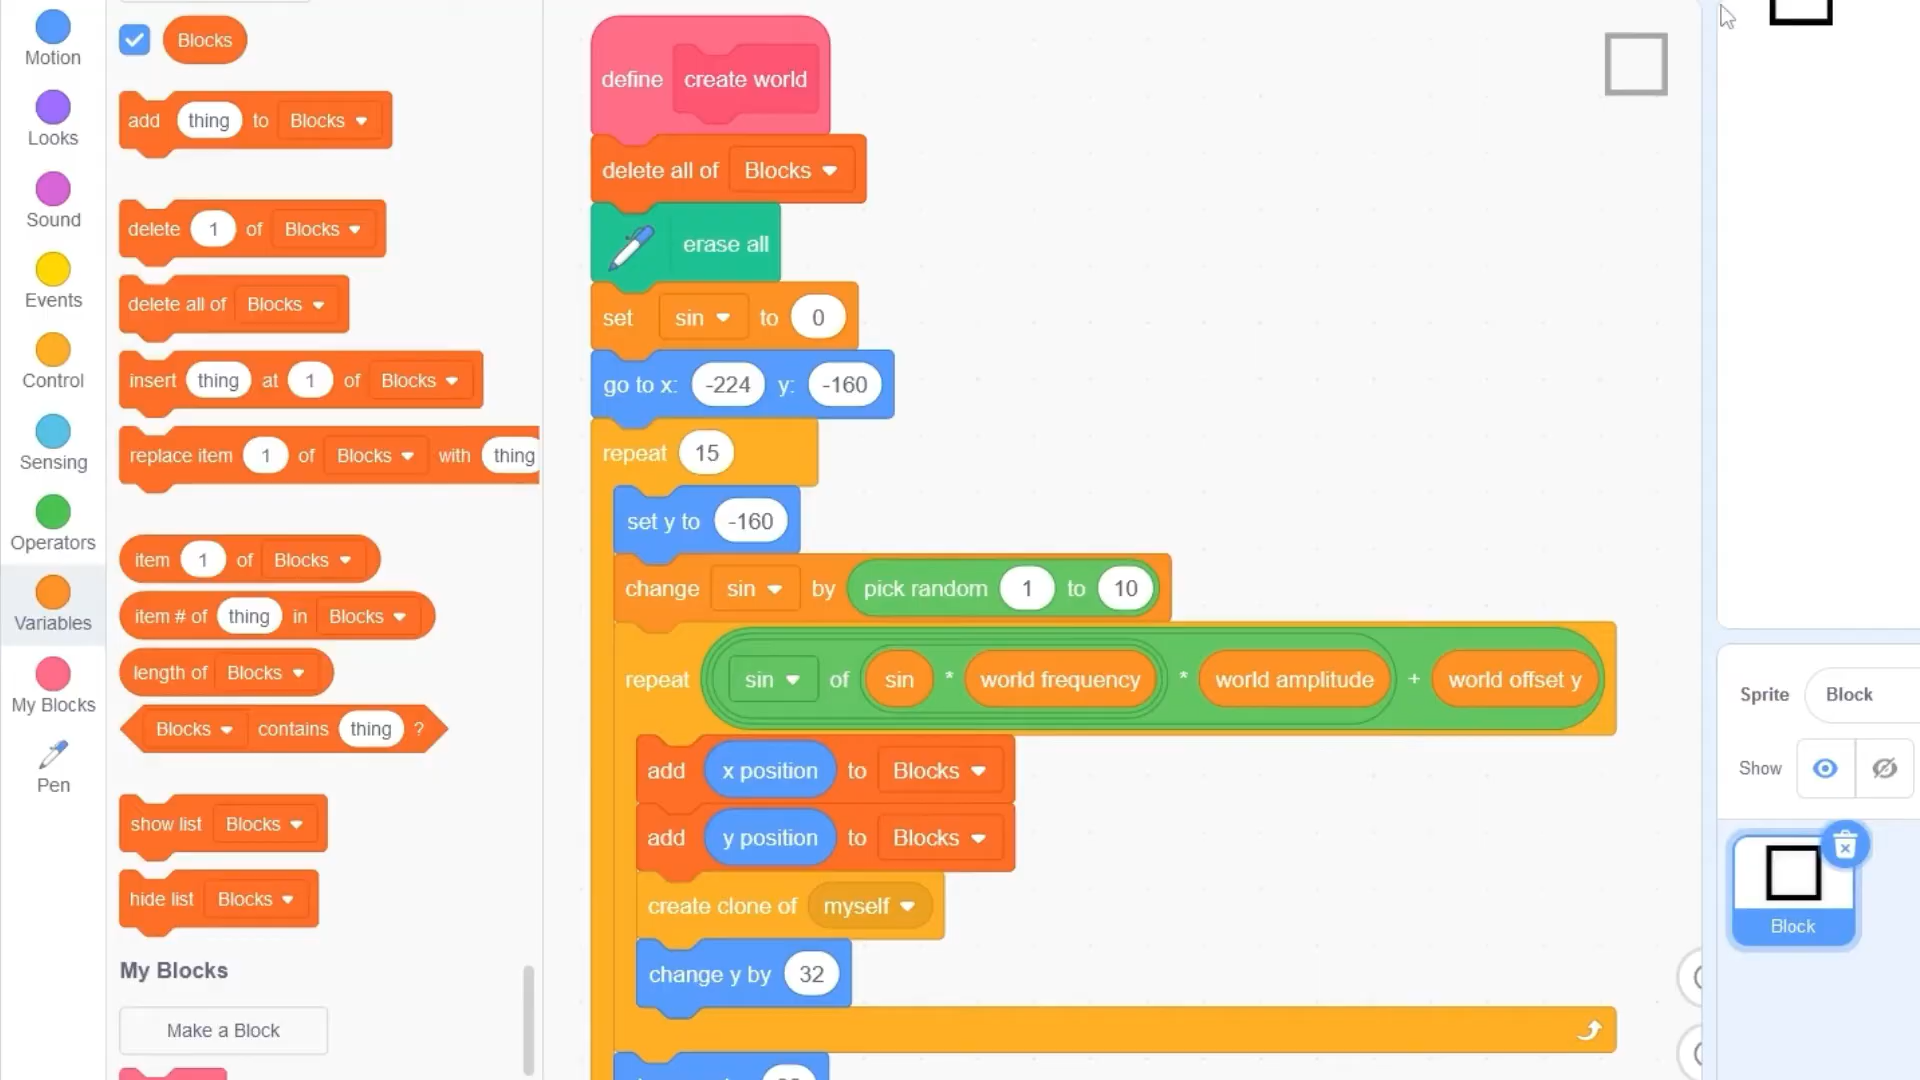 Motion
Looks
Sound
Events
Control
Sensing
Operators
Variables
My Blocks
Pen
Blocks
add thing to Blocks
delete 1 of Blocks
delete all of Blocks
insert thing at 1 of Blocks
replace item 1 of Blocks with thing
item 1 of Blocks
item # of thing in Blocks
length of Blocks
Blocks contains thing ?
show list Blocks
hide list Blocks
My Blocks
Make a Block
define create world
delete all of Blocks
erase all
set sin to 0
go to x: -224 y: -160
repeat 15
set y to -160
change sin by pick random 1 to 10
repeat sin of sin * world frequency * world amplitude + world offset y
add x position to Blocks
add y position to Blocks
create clone of myself
change y by 32
Sprite Block
Show
Block